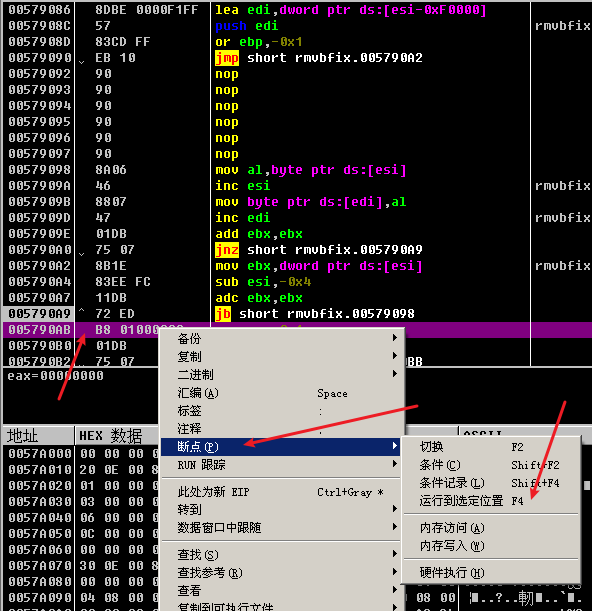 00579086 8DBE 0000F1FF lea edi,dword ptr ds:[esi-0xF0000]
0057908C 57 push edi rmvbfix
0057908D 83CD FF or ebp,-0x1
00579090 EB 10 jmp short rmvbfix.005790A2
00579092 90 nop
00579093 90 nop
00579094 90 nop
00579095 90 nop
00579096 90 nop
00579097 90 nop
00579098 8A06 mov al,byte ptr ds:[esi]
0057909A 46 inc esi rmvbfix
0057909B 8807 mov byte ptr ds:[edi],al
0057909D 47 inc edi rmvbfix
0057909E 01DB add ebx,ebx
005790A0 75 07 jnz short rmvbfix.005790A9
005790A2 8B1E mov ebx,dword ptr ds:[esi] rmvbfix
005790A4 83EE FC sub esi,-0x4
005790A7 11DB adc ebx,ebx
005790A9 72 ED jb short rmvbfix.00579098
005790AB B8
005790B0 01DB
005790B2 75 07 BB
eax=00000000
备份
复制
二进制
汇编(A) Space
标签 :
注释 ;
断点(P)
RUN 跟踪
此处为新 EIP Ctrl+Gray *
转到
数据窗口中跟随
查找(S)
查找参考(R)
查看
复制到可执行文件
切换 F2
条件(C) Shift+F2
条件记录(L) Shift+F4
运行到选定位置 F4
内存访问(A)
内存写入(W)
硬件执行(H)
地址 HEX 数据 ASCII
0057A000 00 00 00
0057A010 20 0E 00
0057A020 01 00 00
0057A030 03 00 00
0057A040 06 00 00
0057A050 0C 00 00
0057A060 00 00 00
0057A070 30 0E 00
0057A080 00 00 00
0057A090 04 08 00